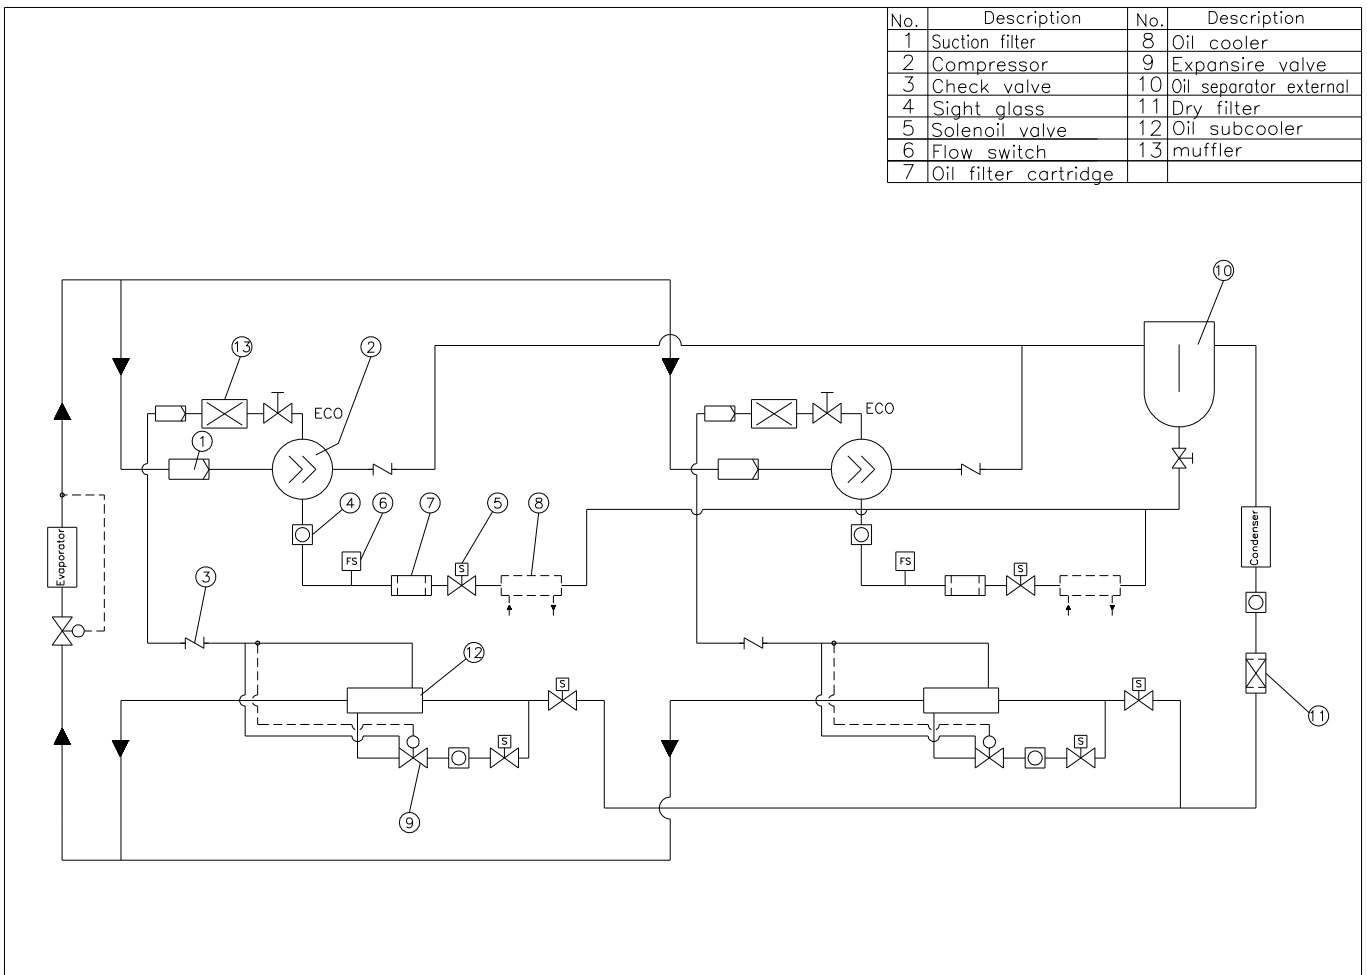 No. Description No. Description
1 Suction filter 8 Oil cooler
2 Compressor 9 Expansire valve
3 Check valve 10 Oil separator external
4 Sight glass 11 Dry filter
5 Solenoil valve 12 Oil subcooler
6 Flow switch 13 muffler
7 Oil filter cartridge
10
13 2
ECO ECO
1
4 6 7 5 8
Evaporator Condenser
FS S FS S
3
12
S S
11
S S
9